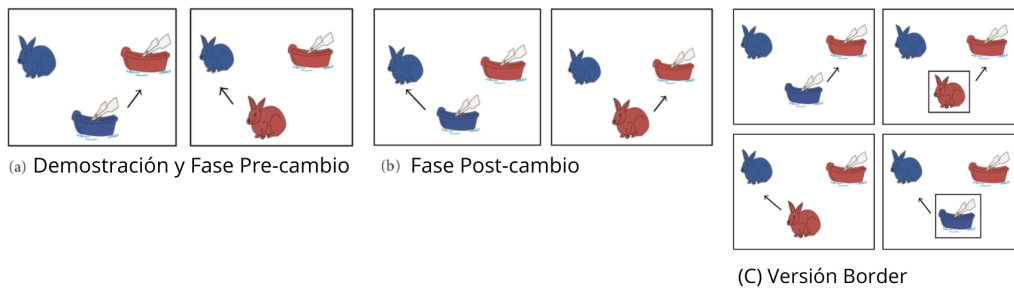 (a) Demostración y Fase Pre-cambio
(b) Fase Post-cambio
(C) Versión Border